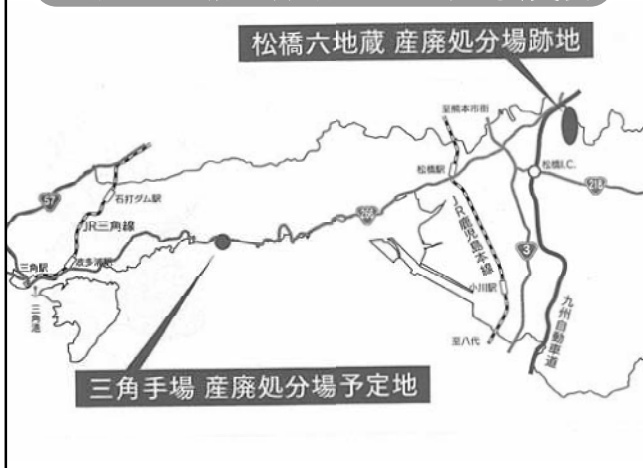 松橋六地蔵 産廃処分場跡地
至熊本市街
松橋I.C.
松橋駅
218
57
石打ダム駅
266
JR三角線
JR鹿児島本線
3
三角駅
波多浦駅
小川駅
三角港
九州自動車道
至八代
三角手場 産廃処分場予定地